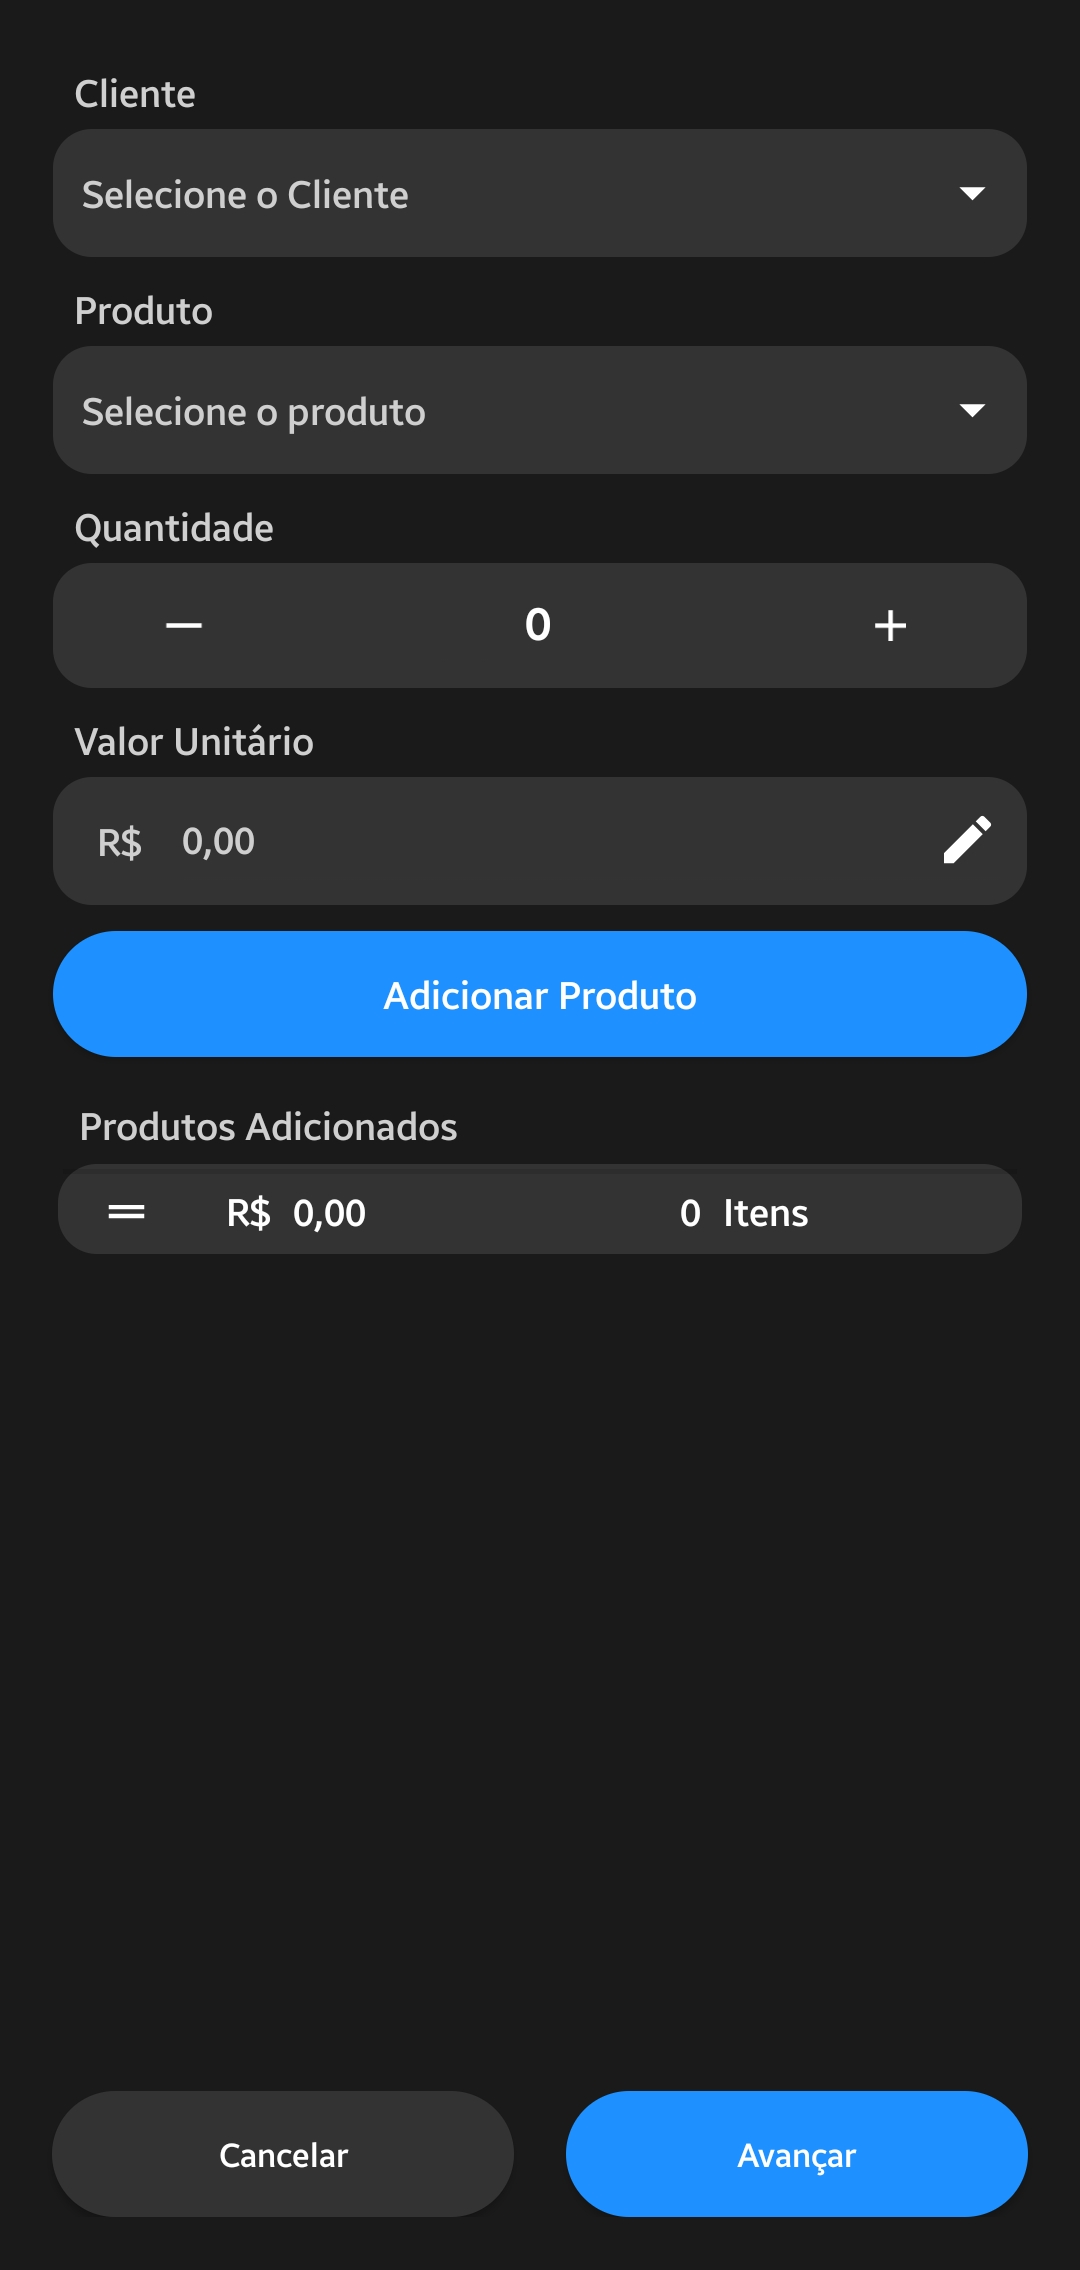 Cliente
Selecione o Cliente
Produto
Selecione o produto
Quantidade
0
Valor Unitário
R$ 0,00
Adicionar Produto
Produtos Adicionados
R$ 0,00 0 Itens
Cancelar Avançar